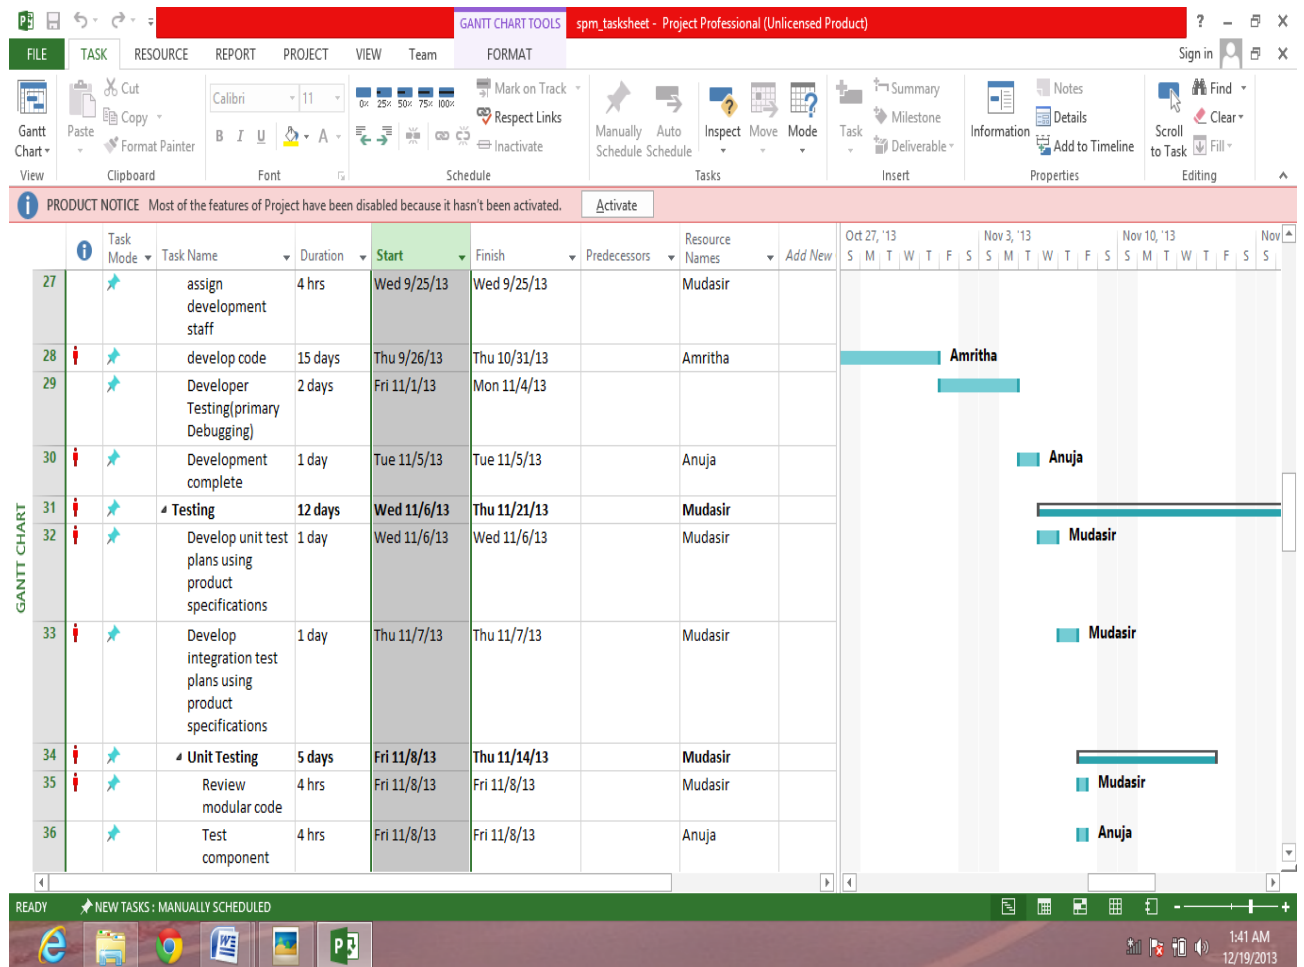 GANTT CHART TOOLS spm_tasksheet - Project Professional (Unlicensed Product) ?
FILE TASK RESOURCE REPORT PROJECT VIEW Team FORMAT Sign in
Cut
Copy
Format Painter
Paste
Gantt
Chart
Calibri 11
B I U A
0% 25% 50% 75% 100%
Mark on Track
Respect Links
Inactivate
Manually
Schedule
Auto
Schedule
Inspect Move Mode
Task
Summary
Milestone
Deliverable
Information
Notes
Details
Add to Timeline
Scroll
to Task
Find
Clear
Fill
View Clipboard Font Schedule Tasks Insert Properties Editing
PRODUCT NOTICE Most of the features of Project have been disabled because it hasn't been activated. Activate
Task
Mode
Task Name Duration Start Finish Predecessors
Resource
Names
Add New
Oct 27, '13 Nov 3, '13 Nov 10, '13 Nov
S M T W T F S S M T W T F S S M T W T F S S
GANTT CHART
27 assign 4 hrs Wed 9/25/13 Wed 9/25/13 Mudasir
development
staff
28 develop code 15 days Thu 9/26/13 Thu 10/31/13 Amritha Amritha
29 Developer 2 days Fri 11/1/13 Mon 11/4/13
Testing(primary
Debugging)
30 Development 1 day Tue 11/5/13 Tue 11/5/13 Anuja Anuja
complete
31 Testing 12 days Wed 11/6/13 Thu 11/21/13 Mudasir
32 Develop unit test 1 day Wed 11/6/13 Wed 11/6/13 Mudasir Mudasir
plans using
product
specifications
33 Develop 1 day Thu 11/7/13 Thu 11/7/13 Mudasir Mudasir
integration test
plans using
product
specifications
34 Unit Testing 5 days Fri 11/8/13 Thu 11/14/13 Mudasir
35 Review 4 hrs Fri 11/8/13 Fri 11/8/13 Mudasir Mudasir
modular code
36 Test 4 hrs Fri 11/8/13 Fri 11/8/13 Anuja Anuja
component
READY NEW TASKS : MANUALLY SCHEDULED
1:41 AM
12/19/2013